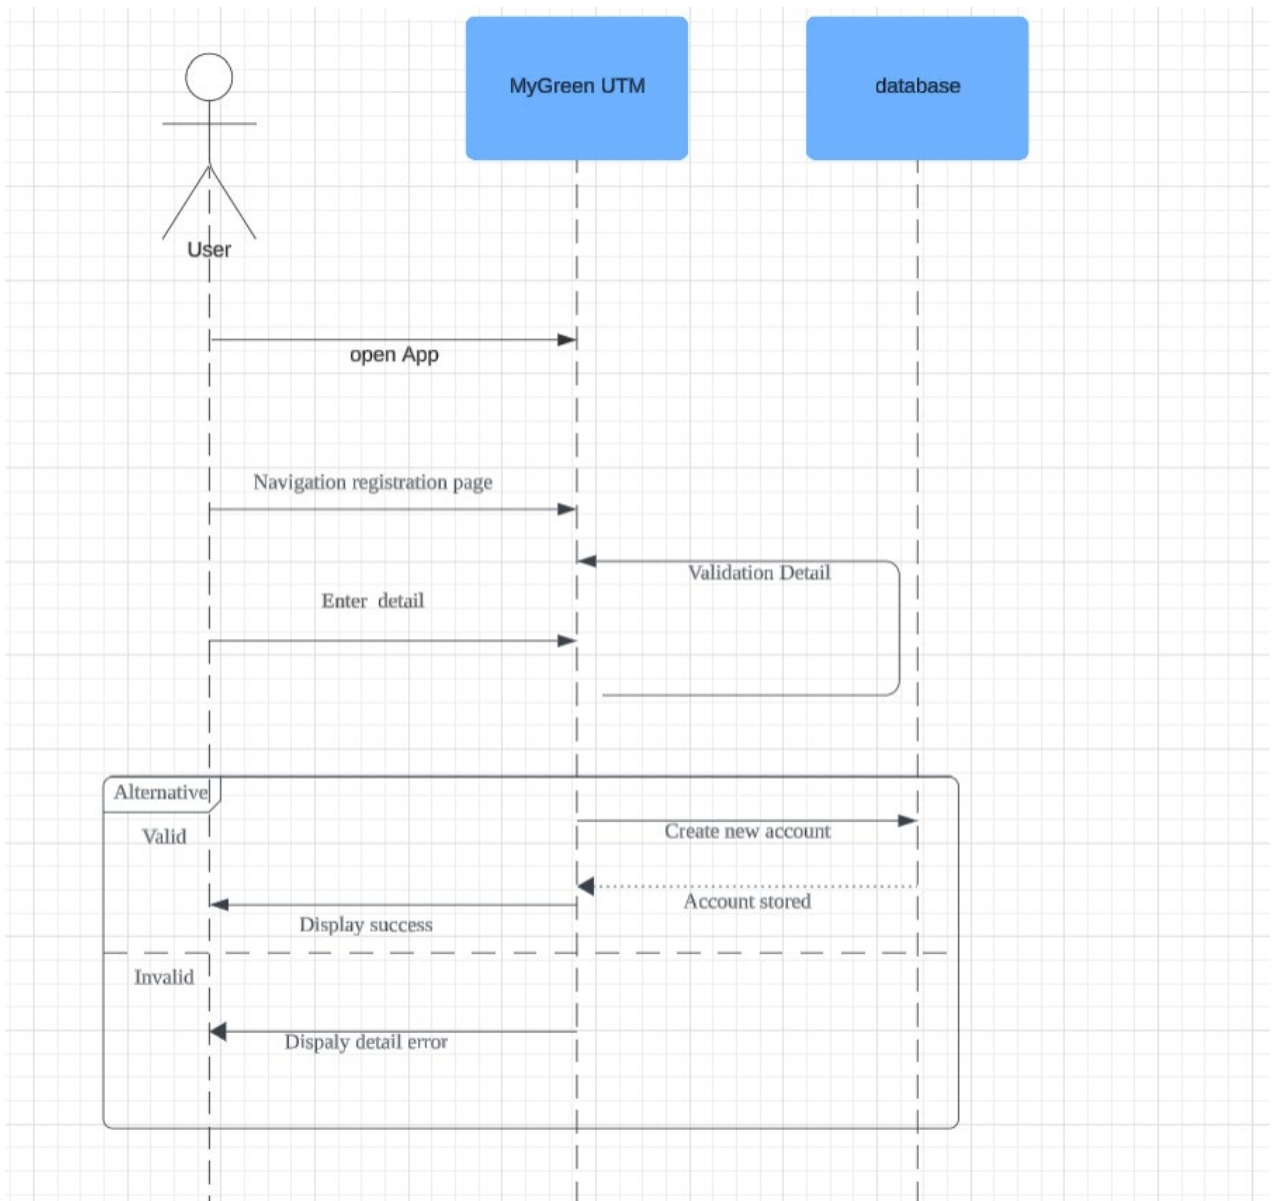 MyGreen UTM
database
User
open App
Navigation registration page
Validation Detail
Enter detail
Alternative
Valid
Create new account
Account stored
Display success
Invalid
Dispaly detail error